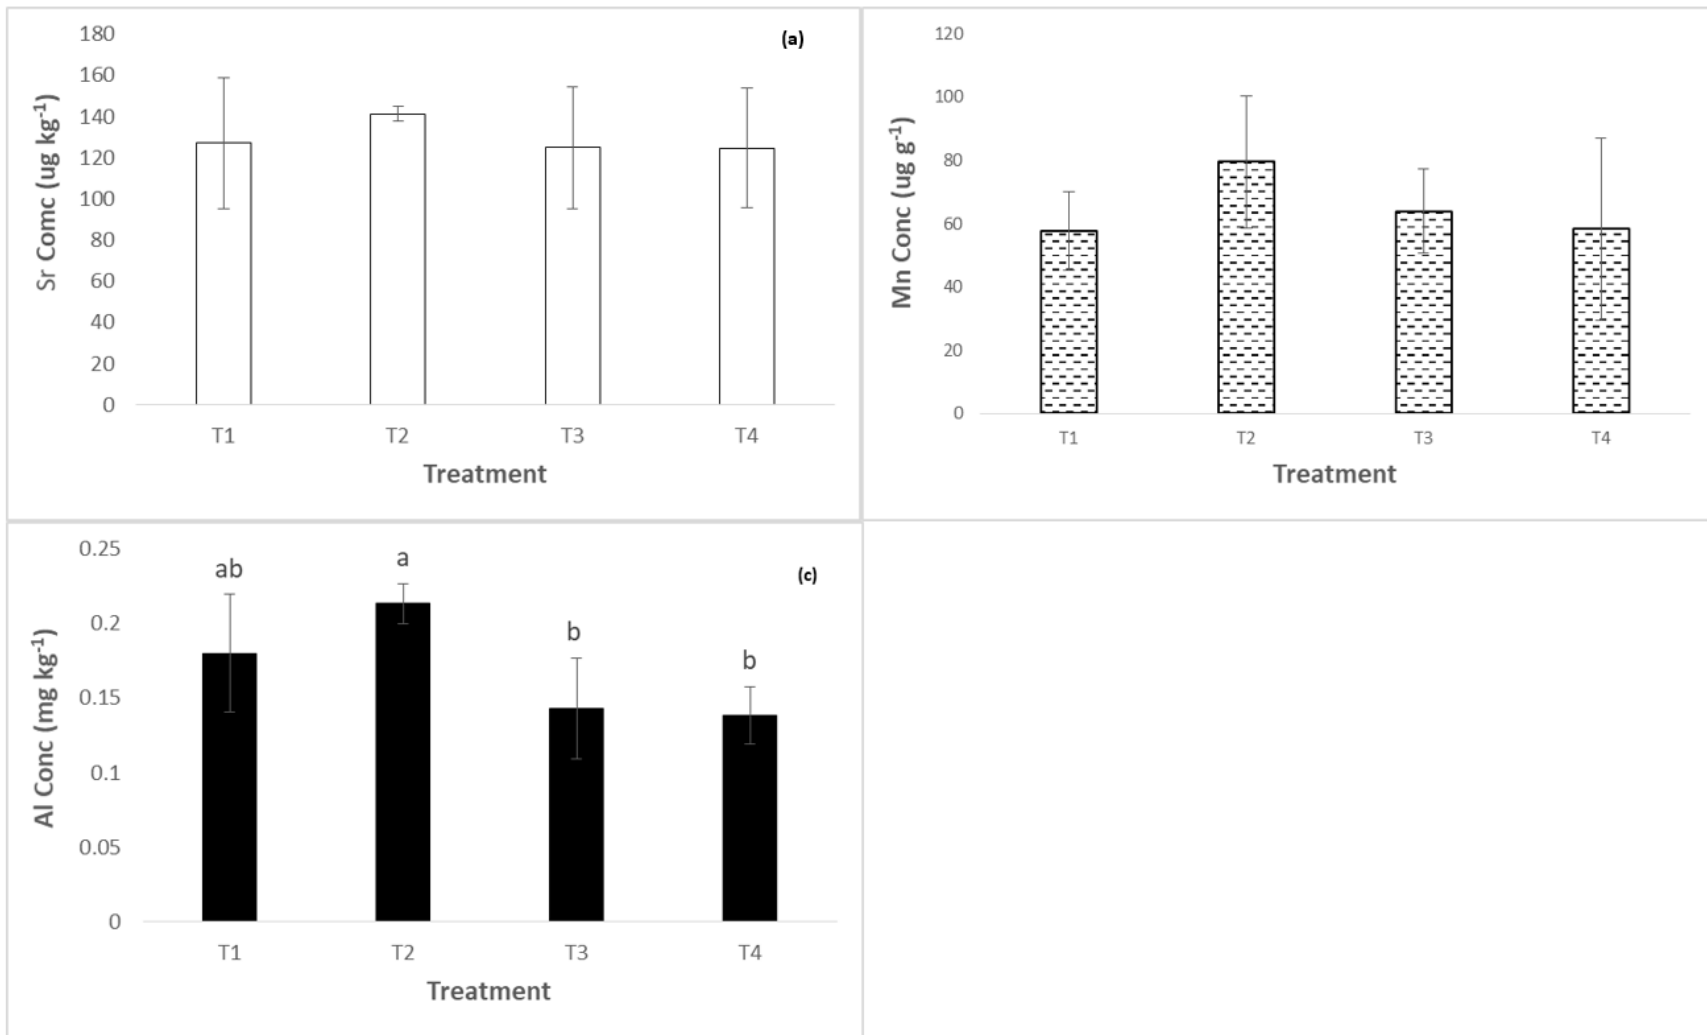 180
160
140
120
100
80
60
40
20
0
Sr Comc (ug kg⁻¹)
(a)
T1 T2 T3 T4
Treatment
120
100
80
60
40
20
0
Mn Conc (ug g⁻¹)
T1 T2 T3 T4
Treatment
0.25
0.2
0.15
0.1
0.05
0
Al Conc (mg kg⁻¹)
ab a b b
(c)
T1 T2 T3 T4
Treatment